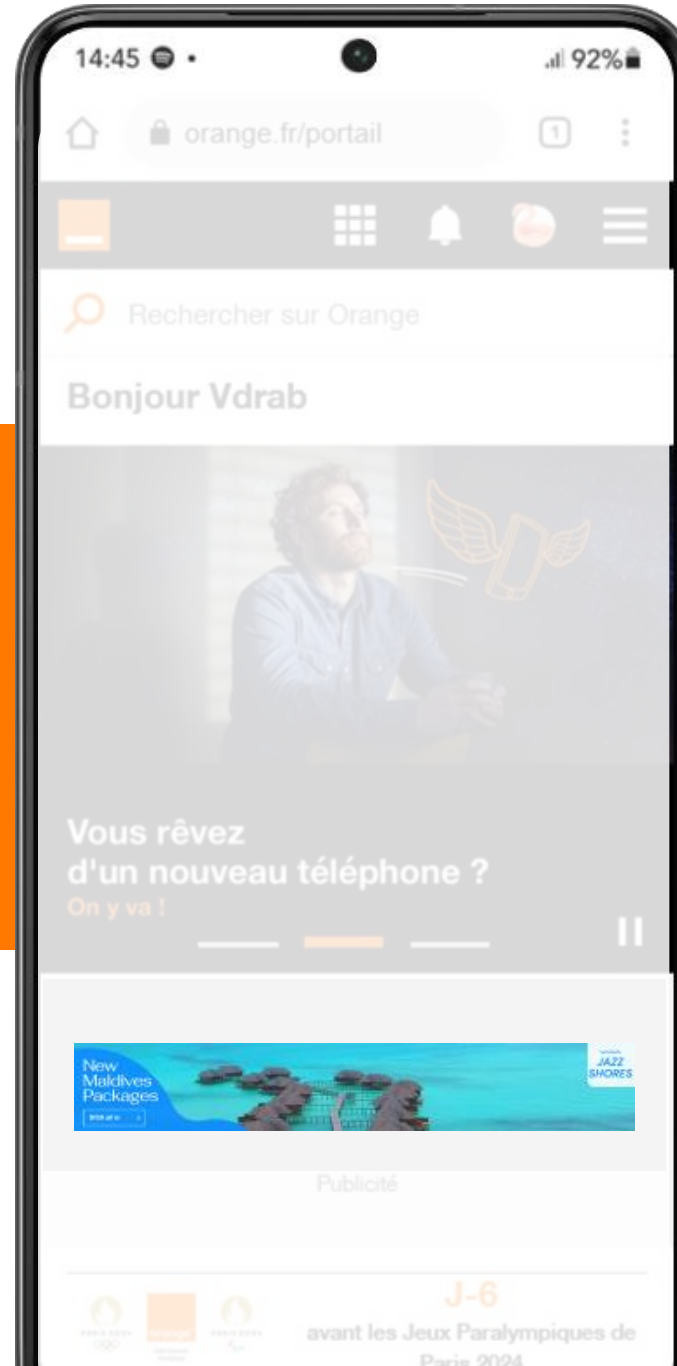 14:45
92%
orange.fr/portail
1
Rechercher sur Orange
Bonjour Vdrab
Vous rêvez
d'un nouveau téléphone ?
On y va !
New
Maldives
Packages
JAZZ
SHORES
Publicité
J-6
avant les Jeux Paralympiques de
Paris 2024